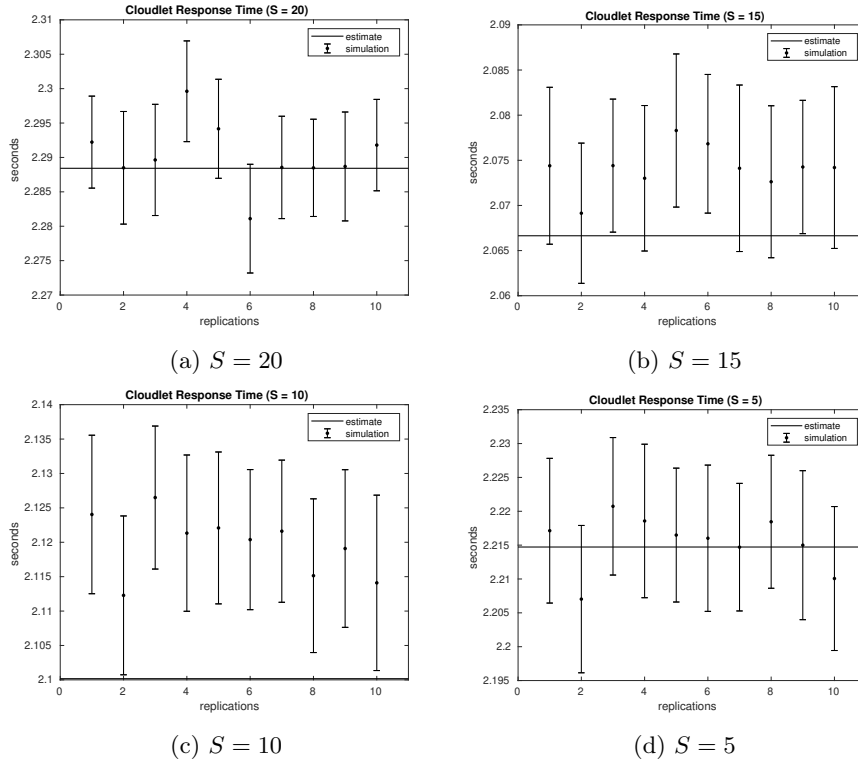 Cloudlet Response Time (S = 20)
estimate
simulation
2.31
2.305
2.3
2.295
2.29
2.285
2.28
2.275
2.27
seconds
0 2 4 6 8 10
replications
(a) S = 20
Cloudlet Response Time (S = 15)
estimate
simulation
2.09
2.085
2.08
2.075
2.07
2.065
2.06
seconds
0 2 4 6 8 10
replications
(b) S = 15
Cloudlet Response Time (S = 10)
estimate
simulation
2.14
2.135
2.13
2.125
2.12
2.115
2.11
2.105
2.1
seconds
0 2 4 6 8 10
replications
(c) S = 10
Cloudlet Response Time (S = 5)
estimate
simulation
2.235
2.23
2.225
2.22
2.215
2.21
2.205
2.2
2.195
seconds
0 2 4 6 8 10
replications
(d) S = 5